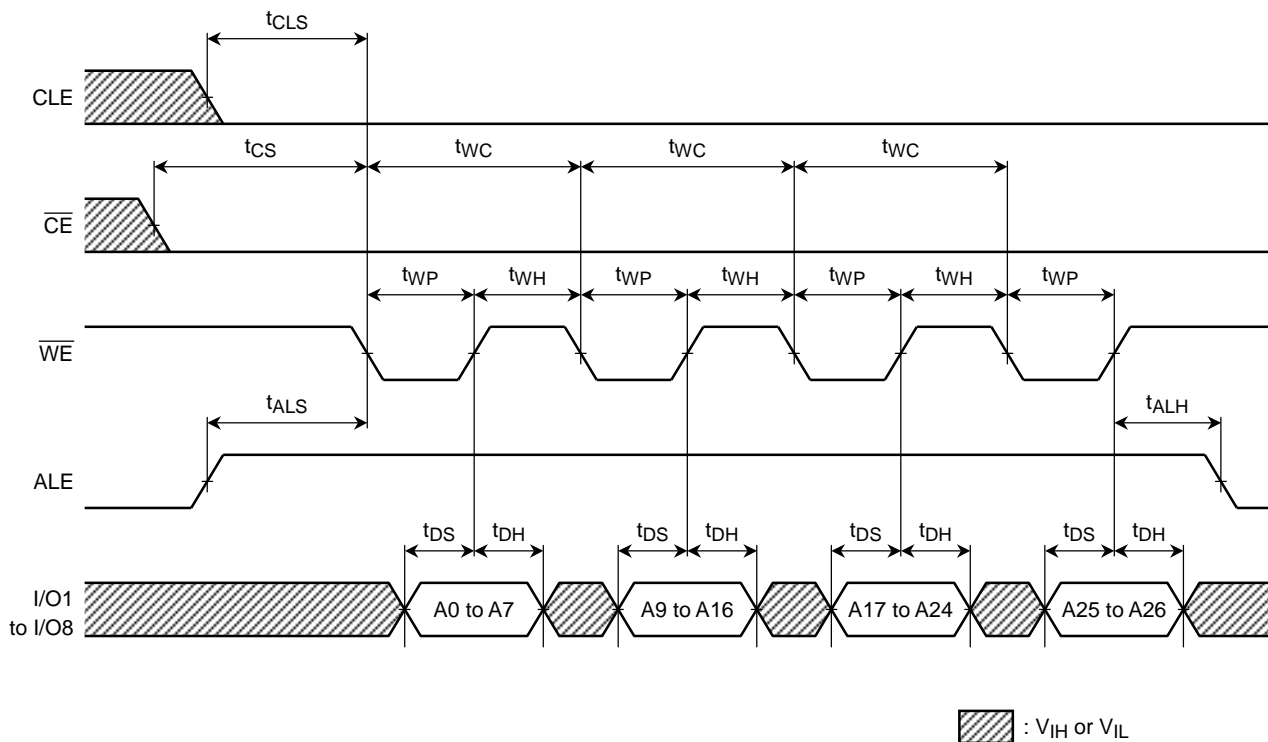 tCLS
CLE
tCS tWC tWC tWC
CE
tWP tWH tWP tWH tWP tWH tWP
WE
tALS tALH
ALE
tDS tDH tDS tDH tDS tDH tDS tDH
I/O1
to I/O8
A0 to A7 A9 to A16 A17 to A24 A25 to A26
: VIH or VIL